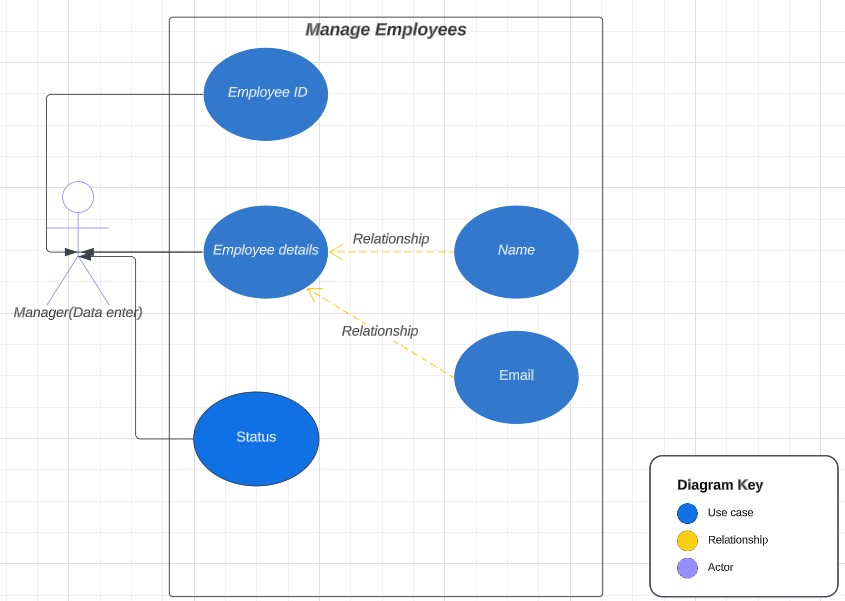 Manage Employees
Employee ID
Employee details
Relationship
Name
Manager(Data enter)
Relationship
Email
Status
Diagram Key
Use case
Relationship
Actor